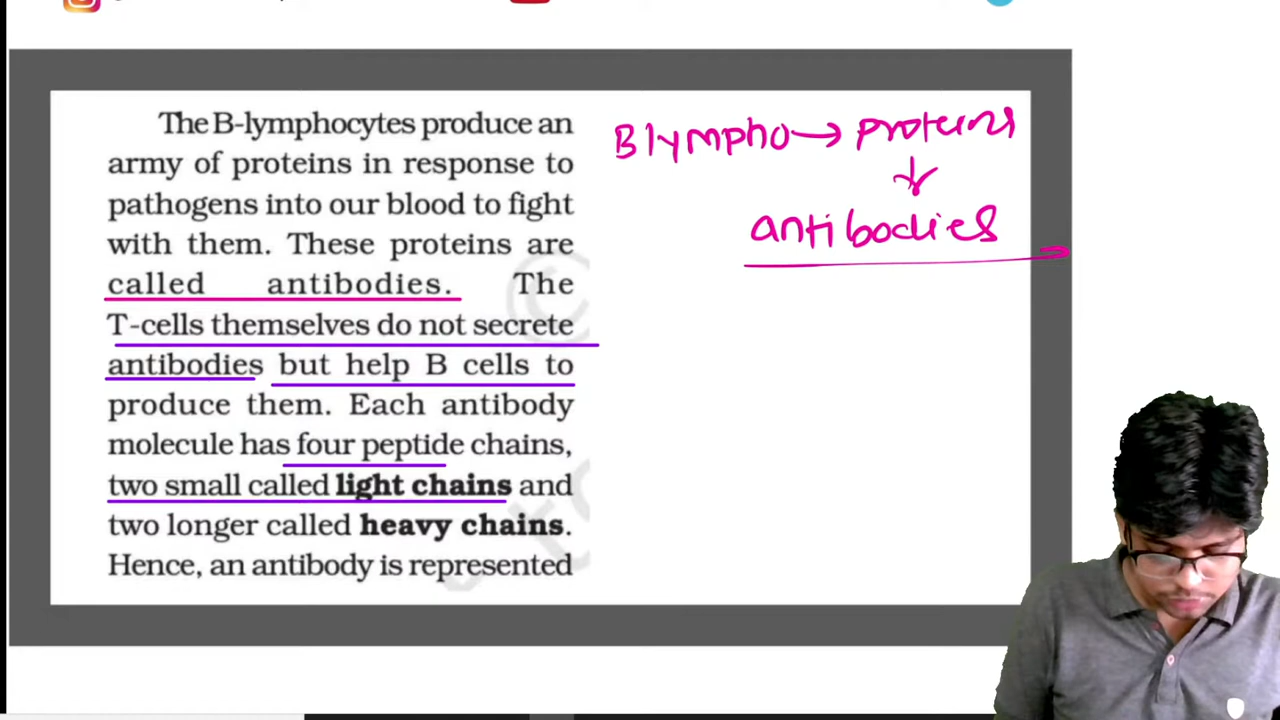 The B-lymphocytes produce an
army of proteins in response to
pathogens into our blood to fight
with them. These proteins are
called antibodies. The
T-cells themselves do not secrete
antibodies but help B cells to
produce them. Each antibody
molecule has four peptide chains,
two small called light chains and
two longer called heavy chains.
Hence, an antibody is represented
B lympho → proteins
↓
antibodies